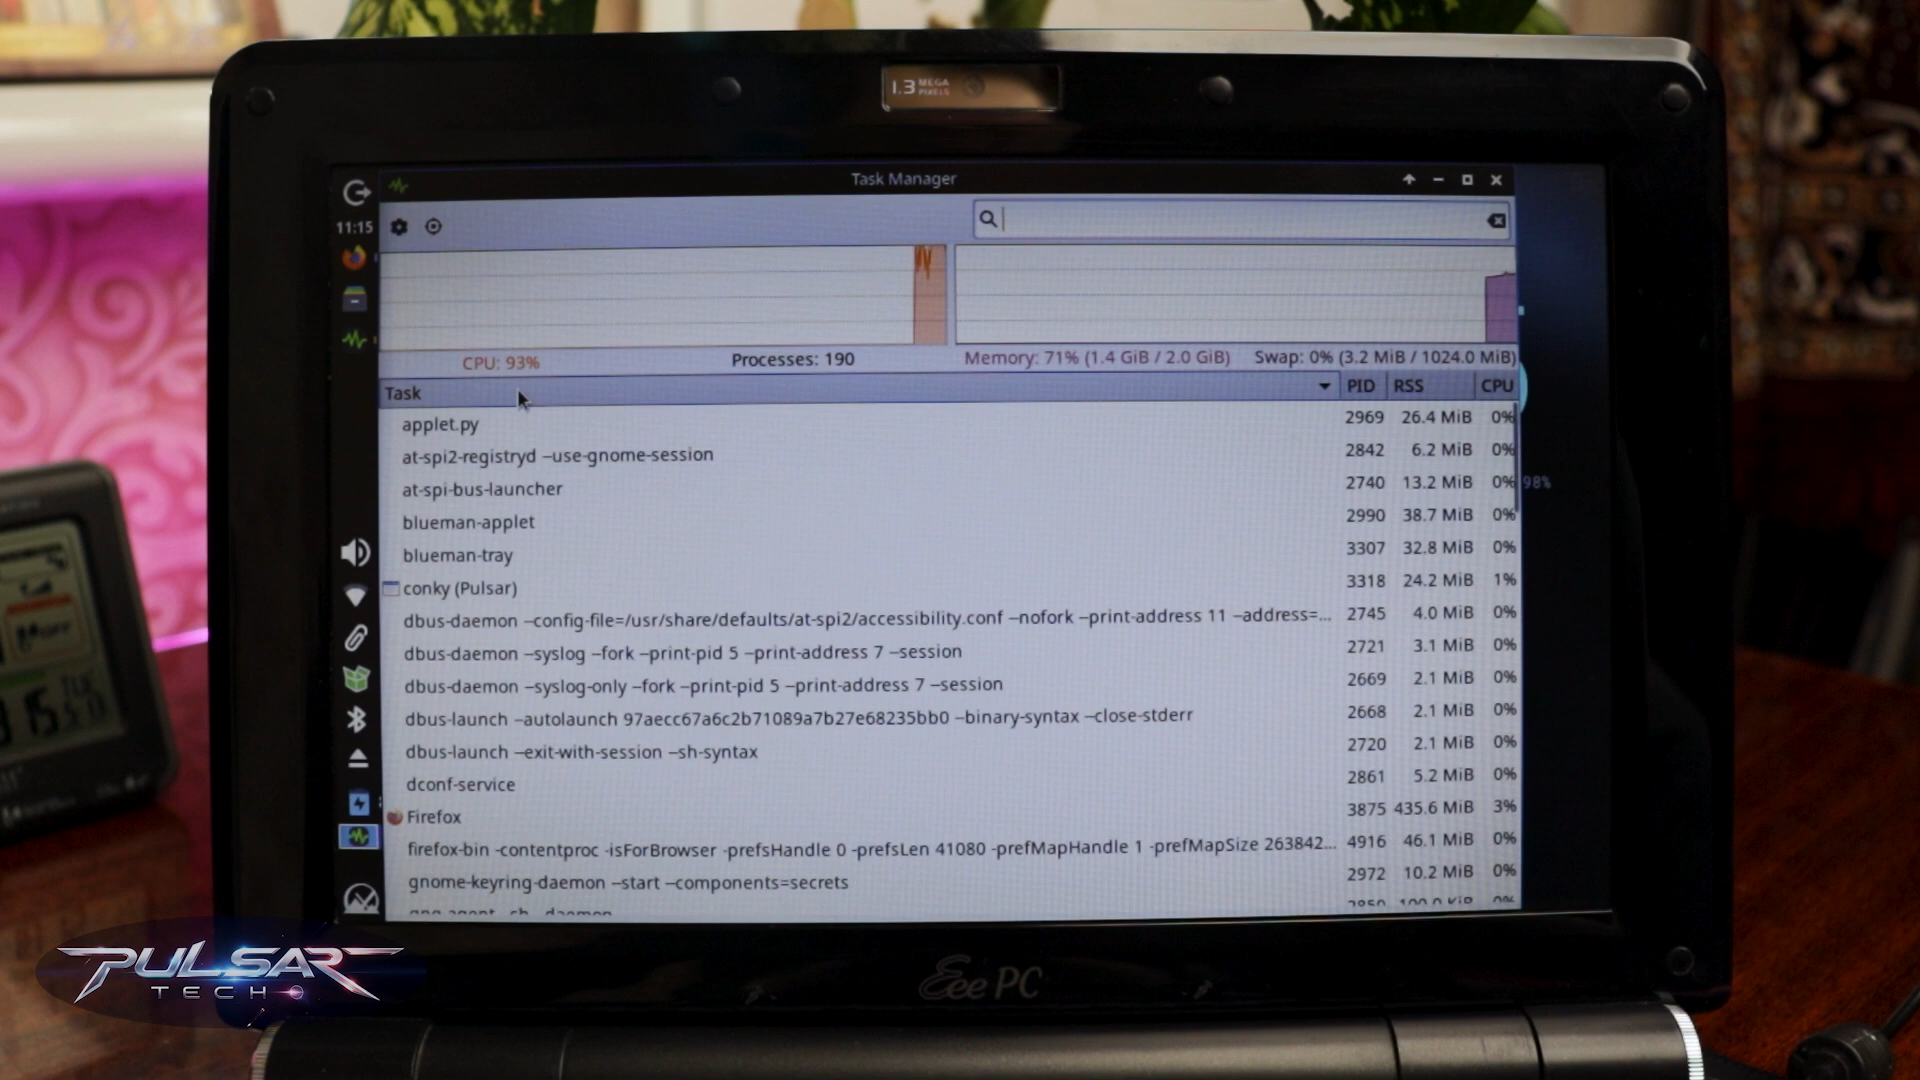 1.3 MEGA PIXELS
Task Manager
11:15
CPU: 93%
Processes: 190
Memory: 71% (1.4 GiB / 2.0 GiB)
Swap: 0% (3.2 MiB / 1024.0 MiB)
Task PID RSS CPU
applet.py 2969 26.4 MiB 0%
at-spi2-registryd –use-gnome-session 2842 6.2 MiB 0%
at-spi-bus-launcher 2740 13.2 MiB 0%
98%
blueman-applet 2990 38.7 MiB 0%
blueman-tray 3307 32.8 MiB 0%
conky (Pulsar) 3318 24.2 MiB 1%
dbus-daemon –config-file=/usr/share/defaults/at-spi2/accessibility.conf –nofork –print-address 11 –address=... 2745 4.0 MiB 0%
dbus-daemon –syslog –fork –print-pid 5 –print-address 7 –session 2721 3.1 MiB 0%
dbus-daemon –syslog-only –fork –print-pid 5 –print-address 7 –session 2669 2.1 MiB 0%
dbus-launch –autolaunch 97aecc67a6c2b71089a7b27e68235bb0 –binary-syntax –close-stderr 2668 2.1 MiB 0%
dbus-launch –exit-with-session –sh-syntax 2720 2.1 MiB 0%
dconf-service 2861 5.2 MiB 0%
Firefox 3875 435.6 MiB 3%
firefox-bin -contentproc -isForBrowser -prefsHandle 0 -prefsLen 41080 -prefMapHandle 1 -prefMapSize 263842... 4916 46.1 MiB 0%
gnome-keyring-daemon –start –components=secrets 2972 10.2 MiB 0%
PULSAR
TECH
Eee PC